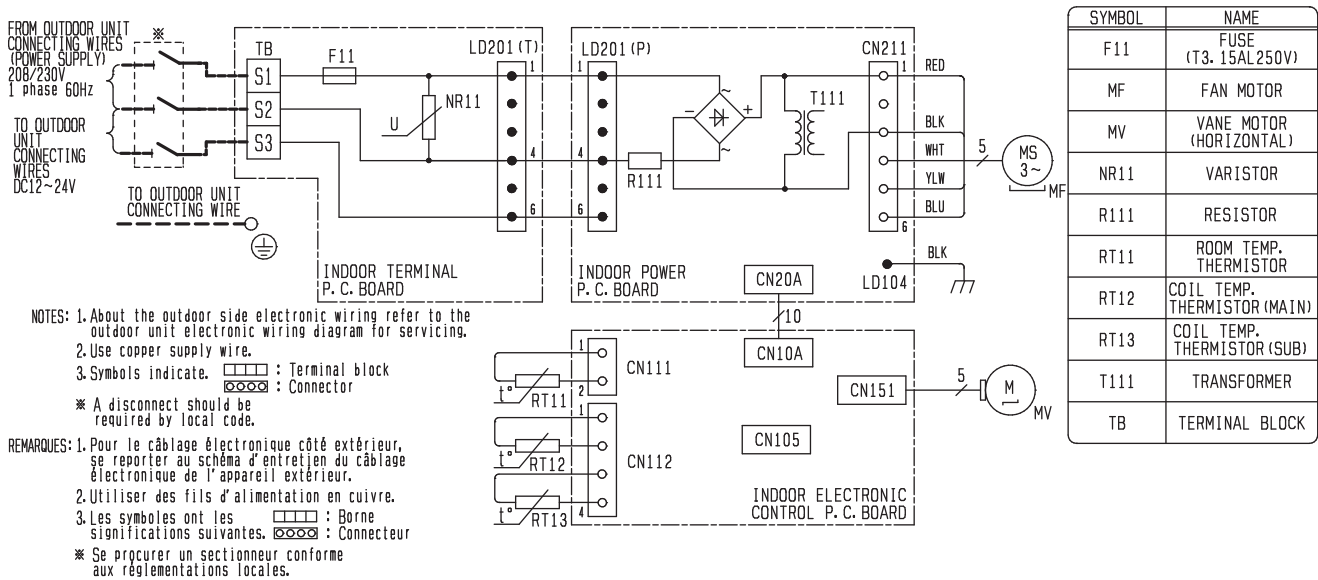 FROM OUTDOOR UNIT
CONNECTING WIRES
(POWER SUPPLY)
208/230V
1 phase 60Hz
TO OUTDOOR
UNIT
CONNECTING
WIRES
DC12~24V
※
TO OUTDOOR UNIT
CONNECTING WIRE
TB
S1
S2
S3
F11
NR11
U
LD201(T)
1
4
6
INDOOR TERMINAL
P.C.BOARD
LD201(P)
1
4
6
R111
~
-
+
~
T111
CN211
1
6
RED
BLK
WHT
YLW
BLU
5
MS
3~
MF
BLK
LD104
INDOOR POWER
P.C.BOARD
CN20A
10
CN10A
CN151
5
M
MV
CN105
INDOOR ELECTRONIC
CONTROL P.C.BOARD
1
2
CN111
t°
RT11
1
4
CN112
t°
RT12
t°
RT13
NOTES: 1. About the outdoor side electronic wiring refer to the
outdoor unit electronic wiring diagram for servicing.
2. Use copper supply wire.
3. Symbols indicate. : Terminal block
: Connector
※ A disconnect should be
required by local code.
REMARQUES: 1. Pour le câblage électronique côté extérieur,
se reporter au schéma d'entretien du câblage
électronique de l'appareil extérieur.
2. Utiliser des fils d'alimentation en cuivre.
3. Les symboles ont les : Borne
significations suivantes. : Connecteur
※ Se procurer un sectionneur conforme
aux réglementations locales.
SYMBOL NAME
F11 FUSE
(T3.15AL250V)
MF FAN MOTOR
MV VANE MOTOR
(HORIZONTAL)
NR11 VARISTOR
R111 RESISTOR
RT11 ROOM TEMP.
THERMISTOR
RT12 COIL TEMP.
THERMISTOR(MAIN)
RT13 COIL TEMP.
THERMISTOR(SUB)
T111 TRANSFORMER
TB TERMINAL BLOCK